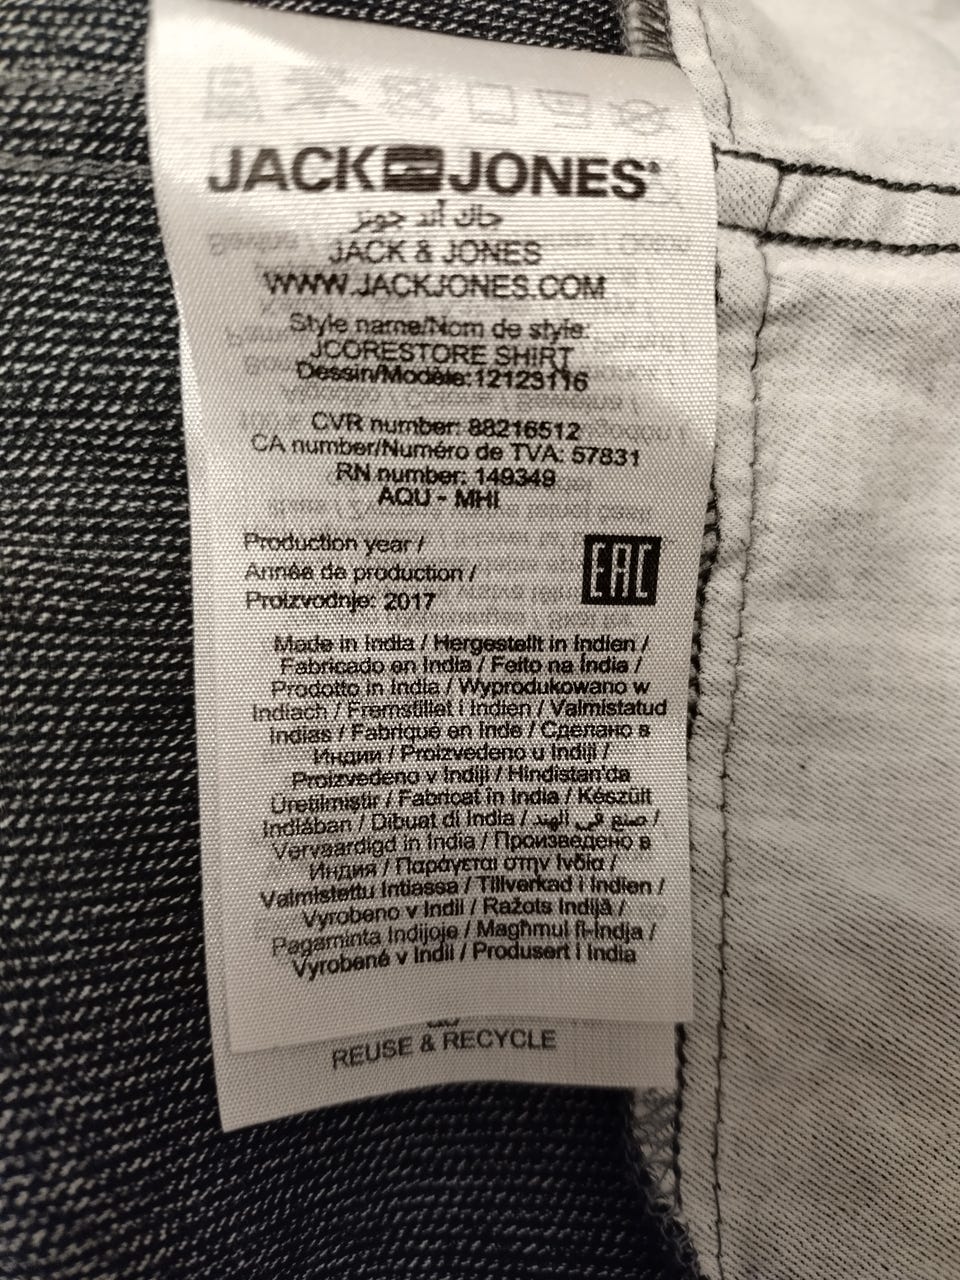 JACK JONES®
جاك أند جونز
JACK & JONES
WWW.JACKJONES.COM
Style name/Nom de style:
JCORESTORE SHIRT
Dessin/Modèle:12123116
CVR number: 88216512
CA number/Numéro de TVA: 57831
RN number: 149349
AQU - MHI
Production year /
Année de production /
Proizvodnje: 2017
EAC
Made in India / Hergestellt in Indien /
Fabricado en India / Feito na Índia /
Prodotto in India / Wyprodukowano w
Indiach / Fremstillet i Indien / Valmistatud
Indias / Fabriqué en Inde / Сделано в
Индии / Proizvedeno u Indiji /
Proizvedeno v Indiji / Hindistan'da
Üretilmiştir / Fabricat in India / Készült
Indiában / Dibuat di India / صنع في الهند /
Vervaardigd in India / Произведено в
Индия / Παράγεται στην Ινδία /
Valmistettu Intiassa / Tillverkad i Indien /
Vyrobeno v Indii / Ražots Indijā /
Pagaminta Indijoje / Magħmul fl-Indja /
Vyrobené v Indii / Produsert i India
REUSE & RECYCLE